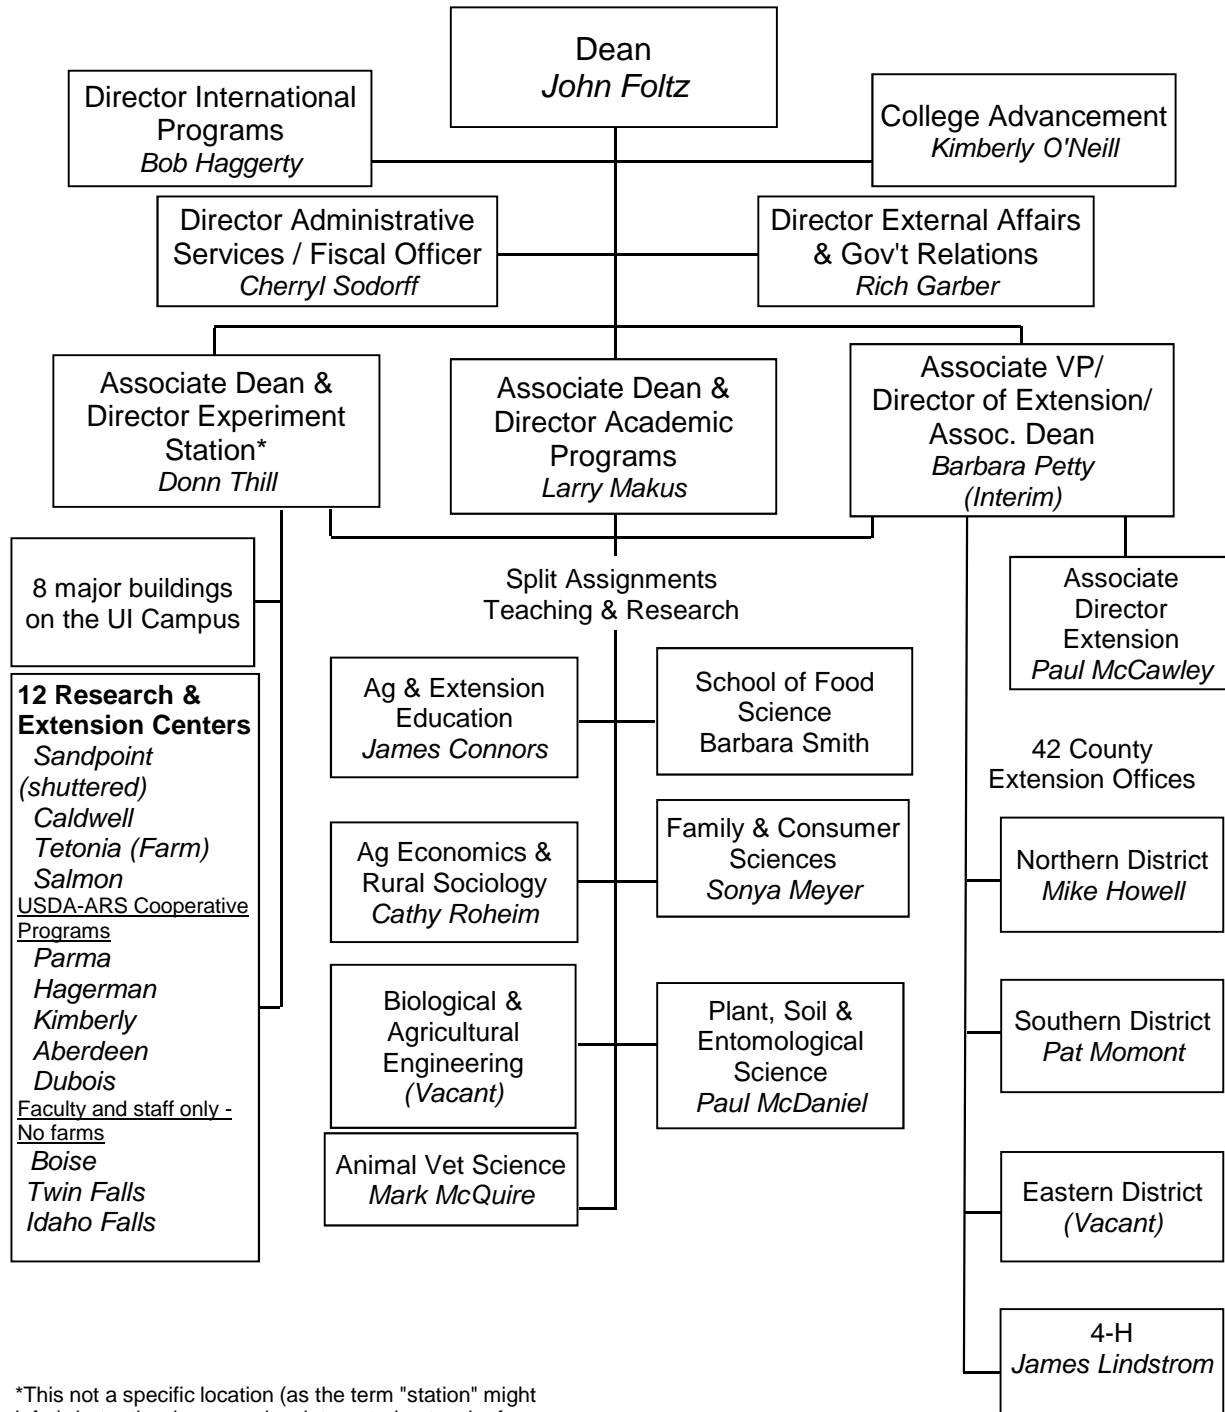 Dean
John Foltz
Director International
Programs
Bob Haggerty
College Advancement
Kimberly O'Neill
Director Administrative
Services / Fiscal Officer
Cherryl Sodorff
Director External Affairs
& Gov't Relations
Rich Garber
Associate Dean &
Director Experiment
Station*
Donn Thill
Associate Dean &
Director Academic
Programs
Larry Makus
Associate VP/
Director of Extension/
Assoc. Dean
Barbara Petty
(Interim)
8 major buildings
on the UI Campus
12 Research &
Extension Centers
Sandpoint
(shuttered)
Caldwell
Tetonia (Farm)
Salmon
USDA-ARS Cooperative
Programs
Parma
Hagerman
Kimberly
Aberdeen
Dubois
Faculty and staff only -
No farms
Boise
Twin Falls
Idaho Falls
Split Assignments
Teaching & Research
Ag & Extension
Education
James Connors
School of Food
Science
Barbara Smith
Ag Economics &
Rural Sociology
Cathy Roheim
Family & Consumer
Sciences
Sonya Meyer
Biological &
Agricultural
Engineering
(Vacant)
Plant, Soil &
Entomological
Science
Paul McDaniel
Animal Vet Science
Mark McQuire
Associate
Director
Extension
Paul McCawley
42 County
Extension Offices
Northern District
Mike Howell
Southern District
Pat Momont
Eastern District
(Vacant)
4-H
James Lindstrom
*This not a specific location (as the term "station" might